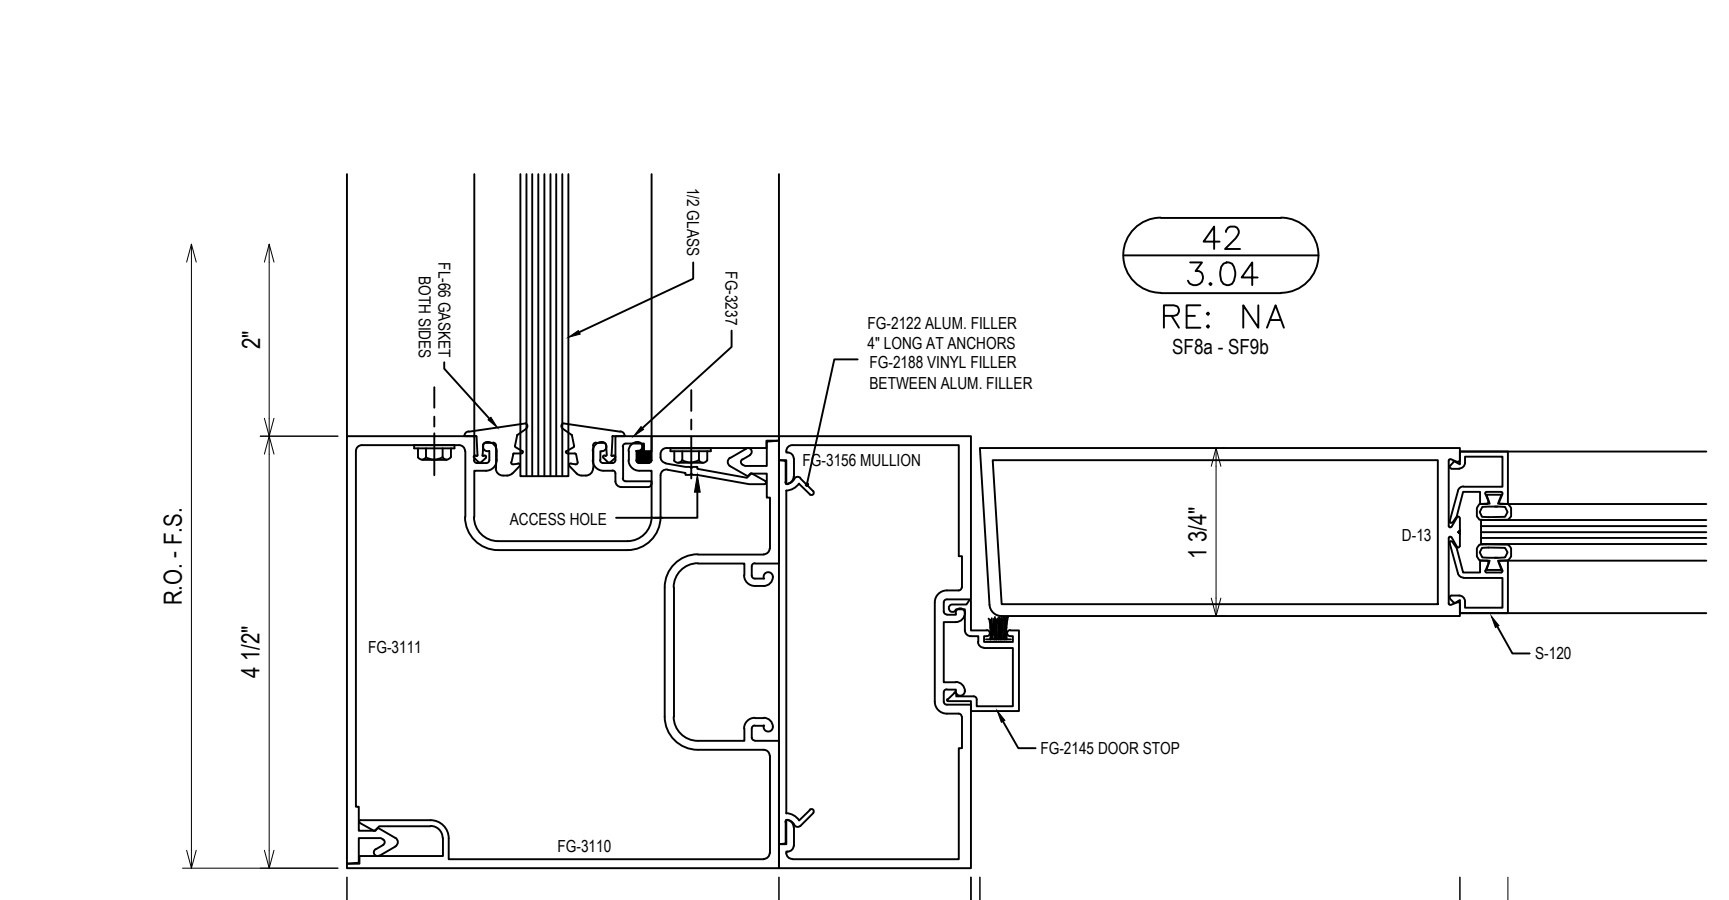 1/2 GLASS
FL-66 GASKET
BOTH SIDES
FG-3237
42
3.04
RE: NA
SF8a - SF9b
FG-2122 ALUM. FILLER
4" LONG AT ANCHORS
FG-2188 VINYL FILLER
BETWEEN ALUM. FILLER
2"
FG-3156 MULLION
ACCESS HOLE
1 3/4"
D-13
R.O. - F.S.
4 1/2"
FG-3111
S-120
FG-2145 DOOR STOP
FG-3110